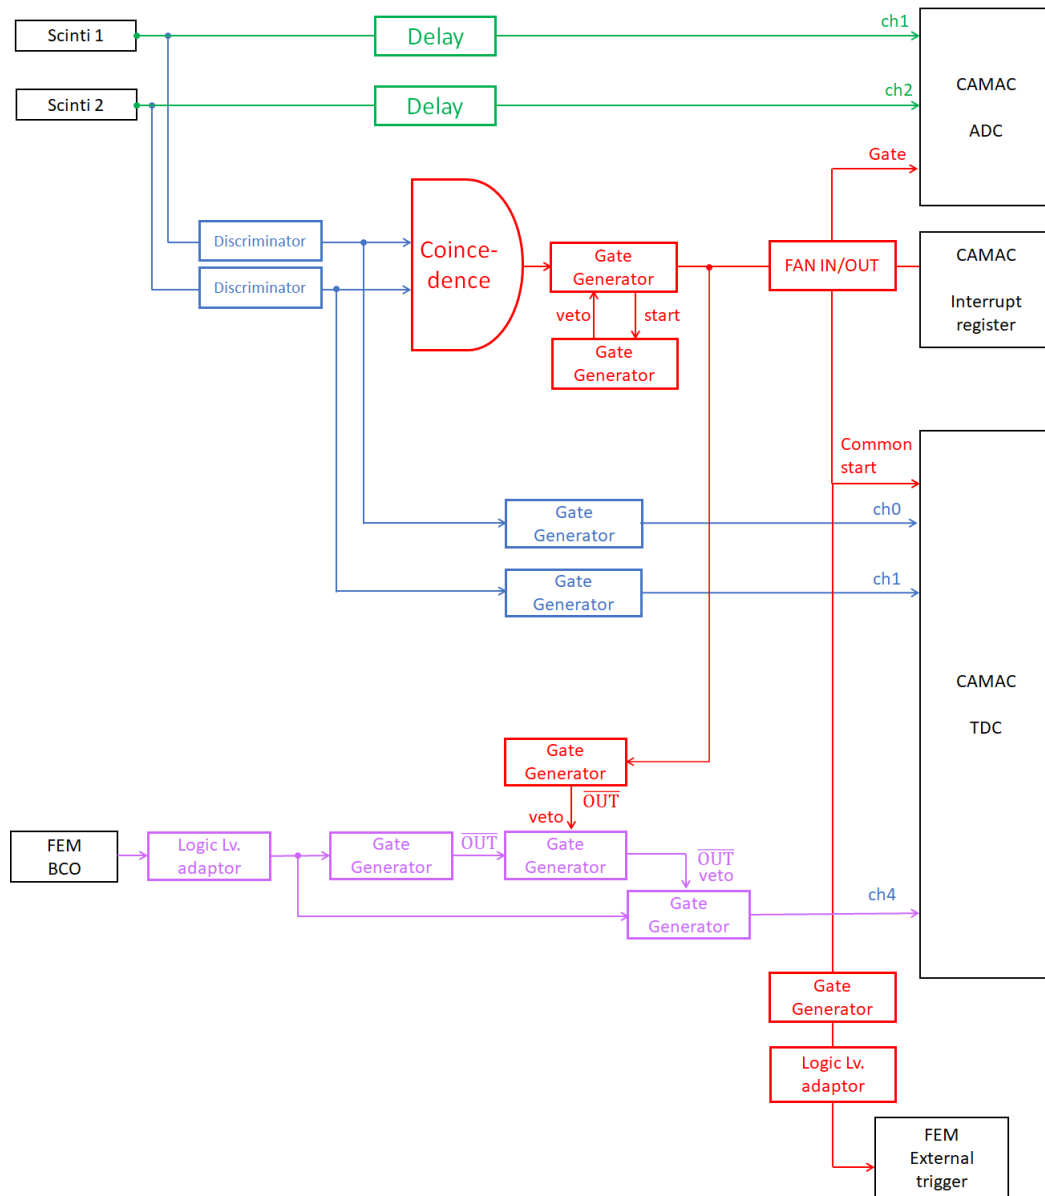 Scinti 1
Delay
ch1
Scinti 2
Delay
ch2
CAMAC
ADC
Gate
Discriminator
Discriminator
Coince-
dence
Gate
Generator
FAN IN/OUT
CAMAC
Interrupt
register
veto
start
Gate
Generator
Common
start
Gate
Generator
ch0
Gate
Generator
ch1
CAMAC
TDC
Gate
Generator
OUT
veto
FEM
BCO
Logic Lv.
adaptor
Gate
Generator
OUT
Gate
Generator
OUT
veto
Gate
Generator
ch4
Gate
Generator
Logic Lv.
adaptor
FEM
External
trigger